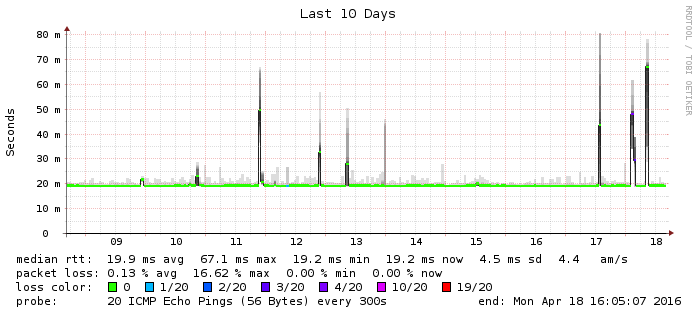 Last 10 Days
RRDTOOL / TOBI OETIKER
Seconds
80 m
70 m
60 m
50 m
40 m
30 m
20 m
10 m
0
09 10 11 12 13 14 15 16 17 18
median rtt: 19.9 ms avg 67.1 ms max 19.2 ms min 19.2 ms now 4.5 ms sd 4.4 am/s
packet loss: 0.13 % avg 16.62 % max 0.00 % min 0.00 % now
loss color: 0 1/20 2/20 3/20 4/20 10/20 19/20
probe: 20 ICMP Echo Pings (56 Bytes) every 300s end: Mon Apr 18 16:05:07 2016